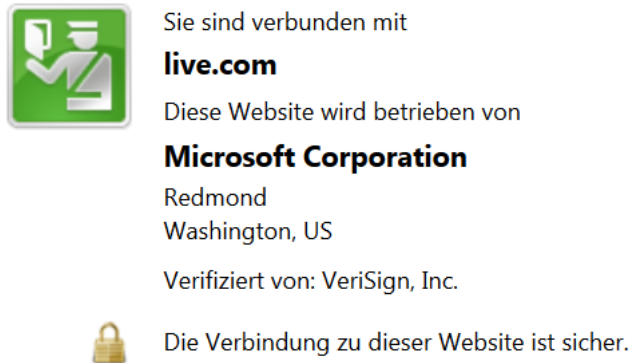 Sie sind verbunden mit
live.com
Diese Website wird betrieben von
Microsoft Corporation
Redmond
Washington, US
Verifiziert von: VeriSign, Inc.
Die Verbindung zu dieser Website ist sicher.